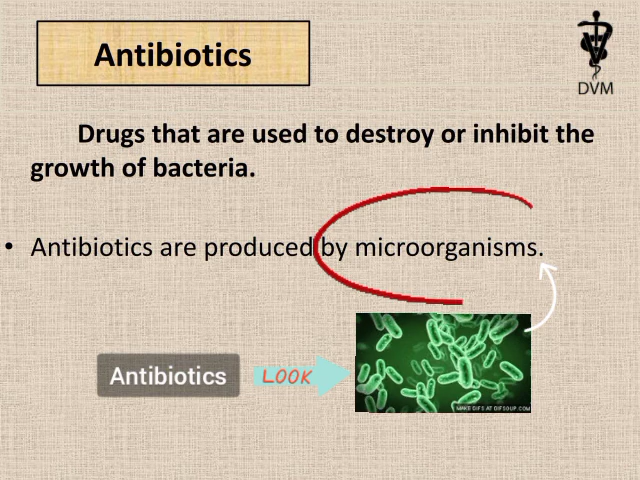 Antibiotics
DVM
Drugs that are used to destroy or inhibit the
growth of bacteria.
• Antibiotics are produced by microorganisms.
Antibiotics
LOOK
MAKE GIFS AT GIFSOUP.COM